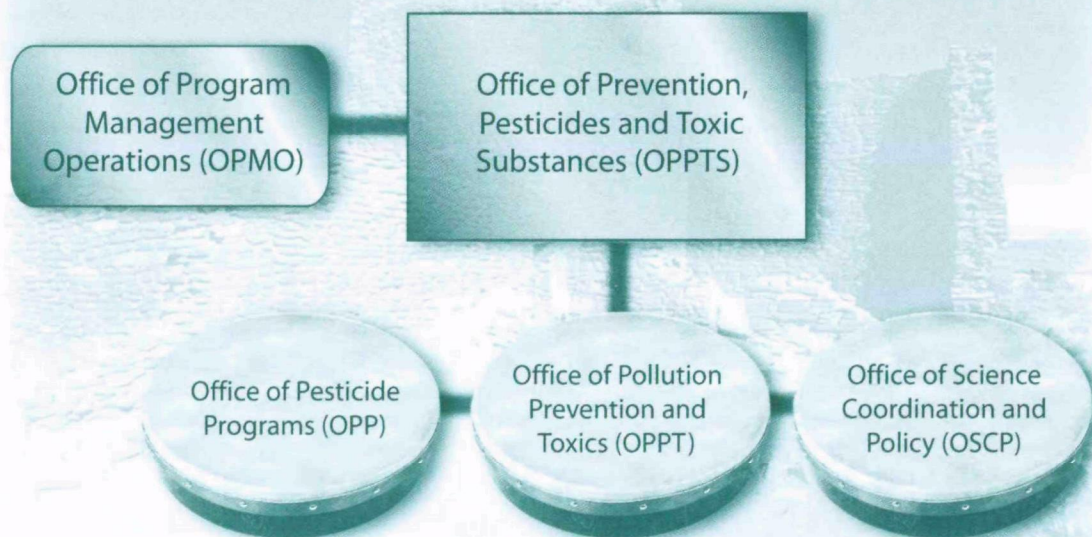 Office of Program
Management
Operations (OPMO)
Office of Prevention,
Pesticides and Toxic
Substances (OPPTS)
Office of Pesticide
Programs (OPP)
Office of Pollution
Prevention and
Toxics (OPPT)
Office of Science
Coordination and
Policy (OSCP)